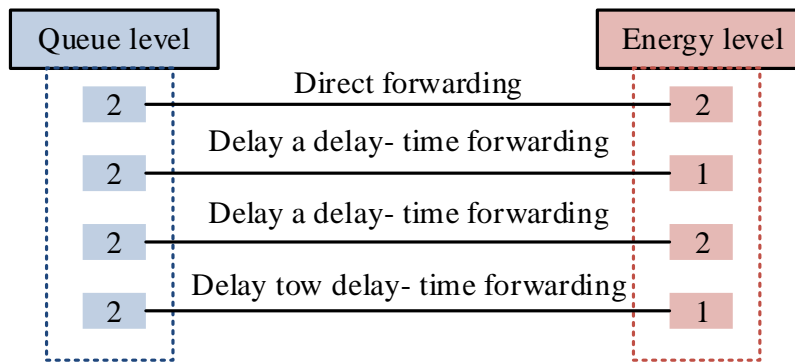 Queue level
Energy level
Direct forwarding
2
2
Delay a delay- time forwarding
2
1
Delay a delay- time forwarding
2
2
Delay tow delay- time forwarding
2
1